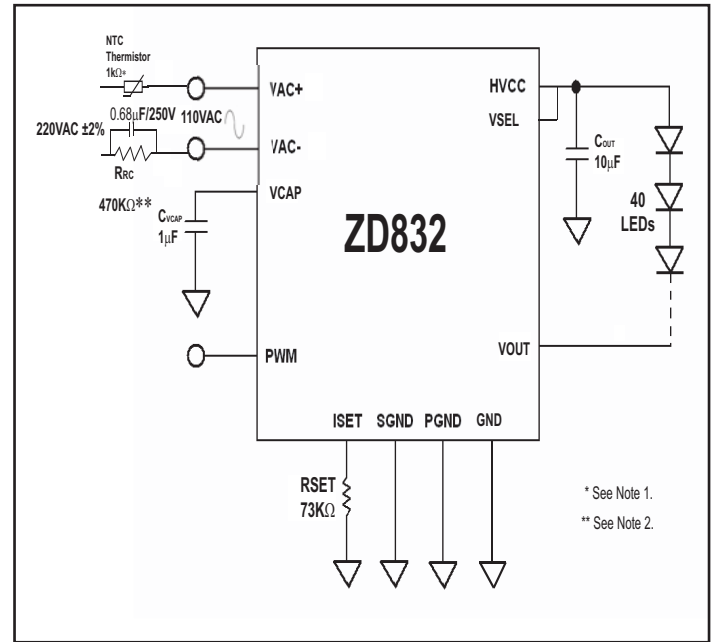 NTC
Thermistor
1kΩ*
VAC+
0.68μF/250V
220VAC ±2%
110VAC
VAC-
RRC
470KΩ**
VCAP
CVCAP
1μF
PWM
ZD832
HVCC
VSEL
COUT
10μF
40
LEDs
VOUT
ISET SGND PGND GND
RSET
73KΩ
* See Note 1.
** See Note 2.